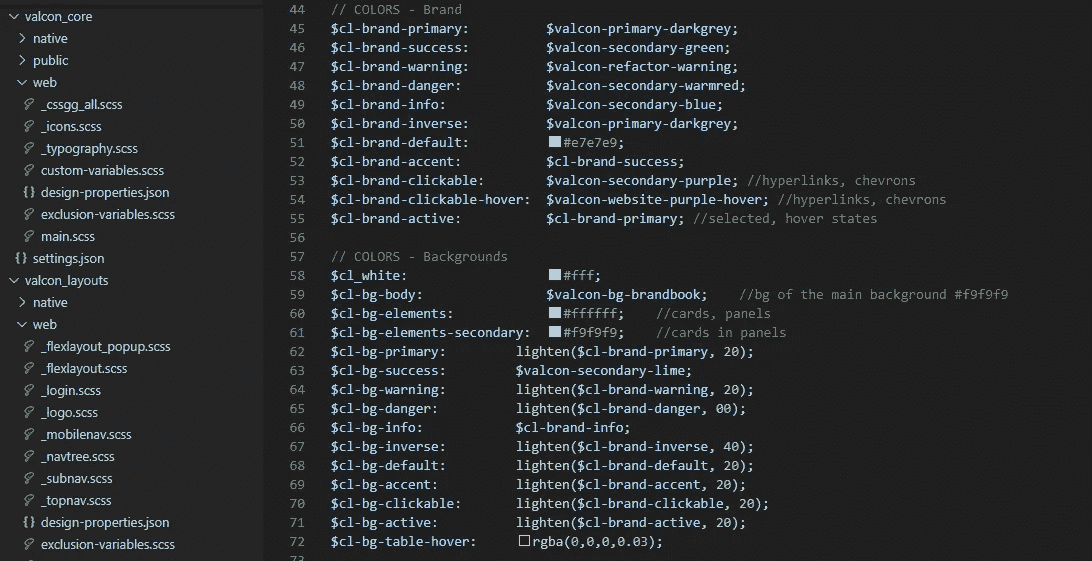 valcon_core
native
public
web
_cssgg_all.scss
_icons.scss
_typography.scss
custom-variables.scss
{} design-properties.json
exclusion-variables.scss
main.scss
{} settings.json
valcon_layouts
native
web
_flexlayout_popup.scss
_flexlayout.scss
_login.scss
_logo.scss
_mobilenav.scss
_navtree.scss
_subnav.scss
_topnav.scss
{} design-properties.json
exclusion-variables.scss
44 // COLORS - Brand
45 $cl-brand-primary: $valcon-primary-darkgrey;
46 $cl-brand-success: $valcon-secondary-green;
47 $cl-brand-warning: $valcon-refactor-warning;
48 $cl-brand-danger: $valcon-secondary-warmred;
49 $cl-brand-info: $valcon-secondary-blue;
50 $cl-brand-inverse: $valcon-primary-darkgrey;
51 $cl-brand-default: #e7e7e9;
52 $cl-brand-accent: $cl-brand-success;
53 $cl-brand-clickable: $valcon-secondary-purple; //hyperlinks, chevrons
54 $cl-brand-clickable-hover: $valcon-website-purple-hover; //hyperlinks, chevrons
55 $cl-brand-active: $cl-brand-primary; //selected, hover states
56
57 // COLORS - Backgrounds
58 $cl_white: #fff;
59 $cl-bg-body: $valcon-bg-brandbook; //bg of the main background #f9f9f9
60 $cl-bg-elements: #ffffff; //cards, panels
61 $cl-bg-elements-secondary: #f9f9f9; //cards in panels
62 $cl-bg-primary: lighten($cl-brand-primary, 20);
63 $cl-bg-success: $valcon-secondary-lime;
64 $cl-bg-warning: lighten($cl-brand-warning, 20);
65 $cl-bg-danger: lighten($cl-brand-danger, 00);
66 $cl-bg-info: $cl-brand-info;
67 $cl-bg-inverse: lighten($cl-brand-inverse, 40);
68 $cl-bg-default: lighten($cl-brand-default, 20);
69 $cl-bg-accent: lighten($cl-brand-accent, 20);
70 $cl-bg-clickable: lighten($cl-brand-clickable, 20);
71 $cl-bg-active: lighten($cl-brand-active, 20);
72 $cl-bg-table-hover: rgba(0,0,0,0.03);
73